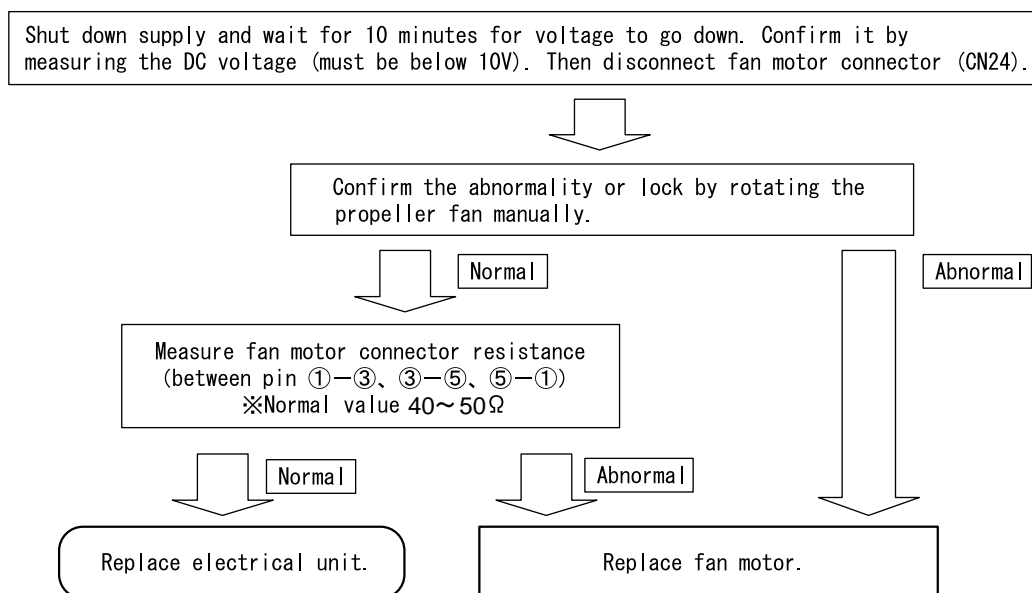 Shut down supply and wait for 10 minutes for voltage to go down. Confirm it by
measuring the DC voltage (must be below 10V). Then disconnect fan motor connector (CN24).
Confirm the abnormality or lock by rotating the
propeller fan manually.
Normal
Abnormal
Measure fan motor connector resistance
(between pin ①－③、③－⑤、⑤－①)
※Normal value 40～50Ω
Normal
Abnormal
Replace electrical unit.
Replace fan motor.